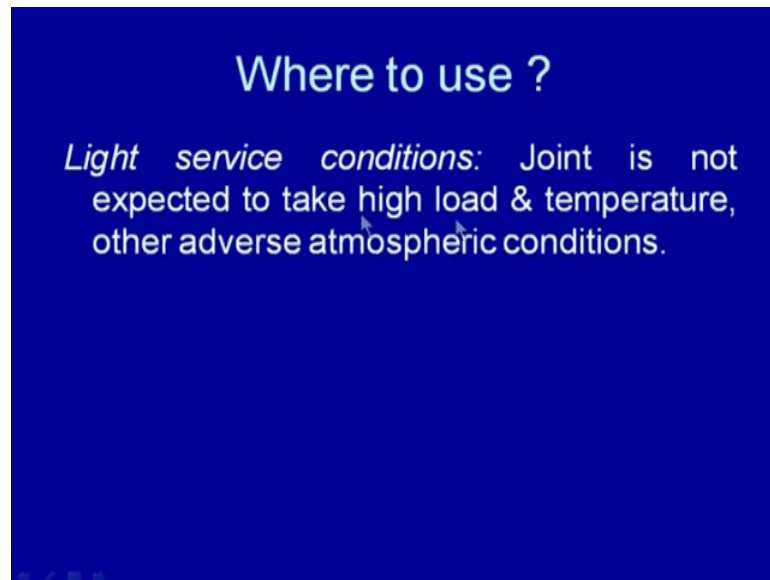 Where to use ?
Light service conditions: Joint is not
expected to take high load & temperature,
other adverse atmospheric conditions.